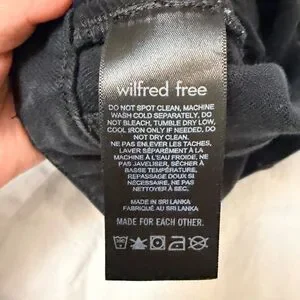 wilfred free
DO NOT SPOT CLEAN, MACHINE
WASH COLD SEPARATELY, DO
NOT BLEACH, TUMBLE DRY LOW,
COOL IRON ONLY IF NEEDED, DO
NOT DRY CLEAN.
NE PAS ENLEVER LES TACHES,
LAVER SÉPARÉMENT À LA
MACHINE À L'EAU FROIDE, NE
PAS JAVELISER, SÉCHER À
BASSE TEMPÉRATURE,
REPASSAGE DOUX SI
NÉCESSAIRE, NE PAS
NETTOYER À SEC.
MADE IN SRI LANKA
FABRIQUÉ AU SRI LANKA
MADE FOR EACH OTHER.